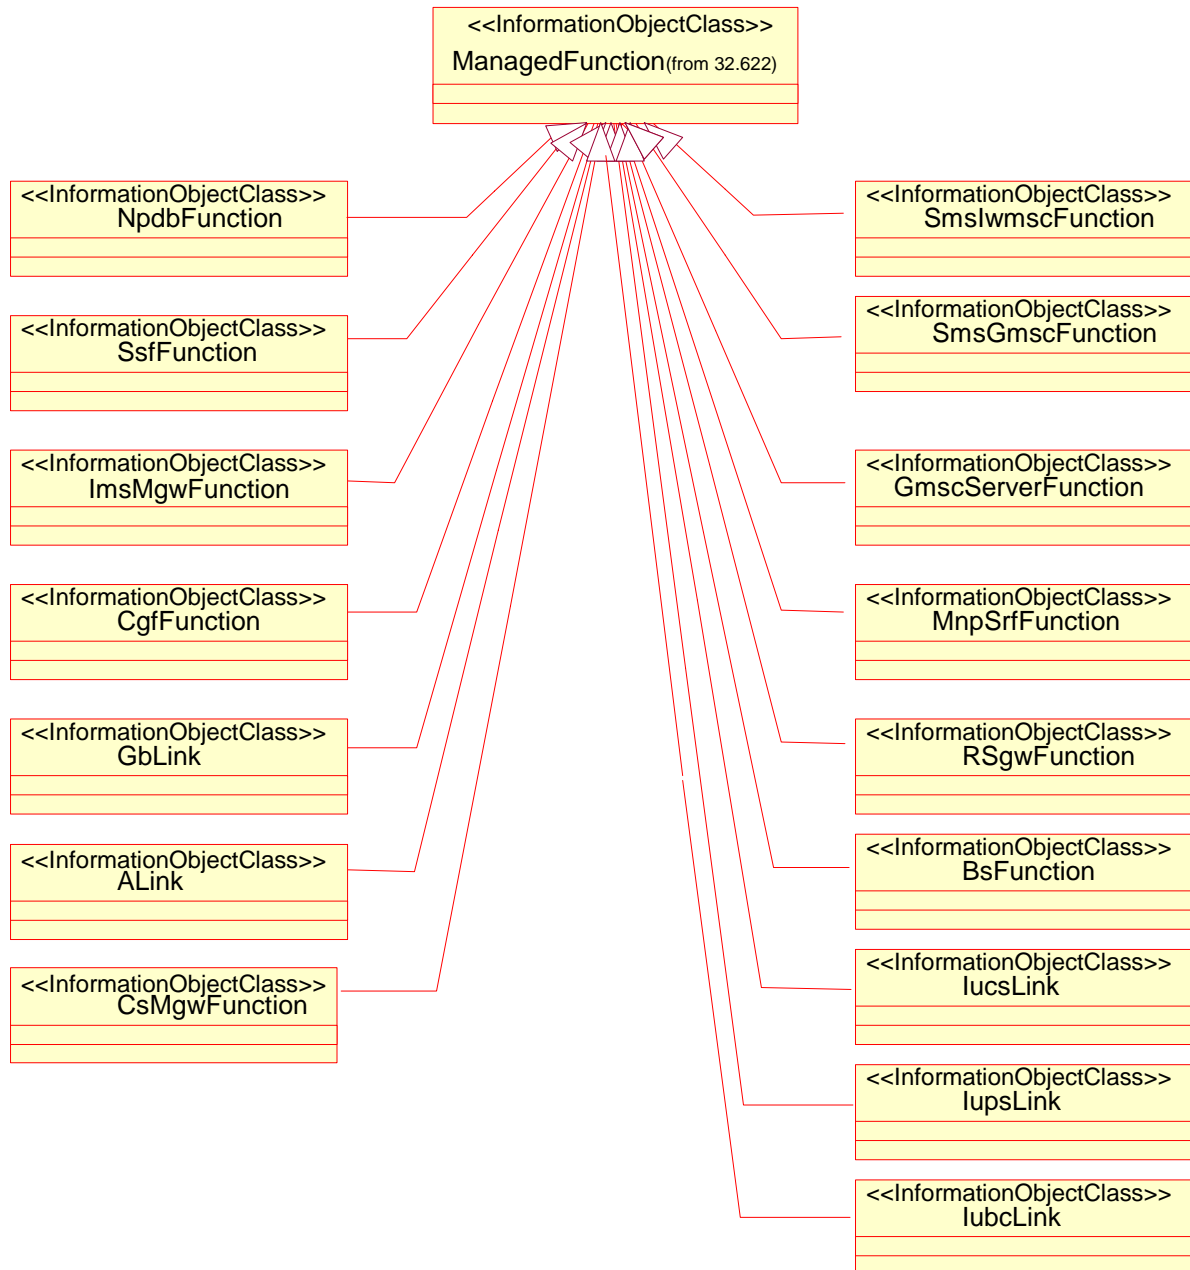 <<InformationObjectClass>>
ManagedFunction(from 32.622)
<<InformationObjectClass>>
NpdbFunction
<<InformationObjectClass>>
SsfFunction
<<InformationObjectClass>>
ImsMgwFunction
<<InformationObjectClass>>
CgfFunction
<<InformationObjectClass>>
GbLink
<<InformationObjectClass>>
ALink
<<InformationObjectClass>>
CsMgwFunction
<<InformationObjectClass>>
SmsIwmscFunction
<<InformationObjectClass>>
SmsGmscFunction
<<InformationObjectClass>>
GmscServerFunction
<<InformationObjectClass>>
MnpSrfFunction
<<InformationObjectClass>>
RSgwFunction
<<InformationObjectClass>>
BsFunction
<<InformationObjectClass>>
IucsLink
<<InformationObjectClass>>
IupsLink
<<InformationObjectClass>>
IubcLink